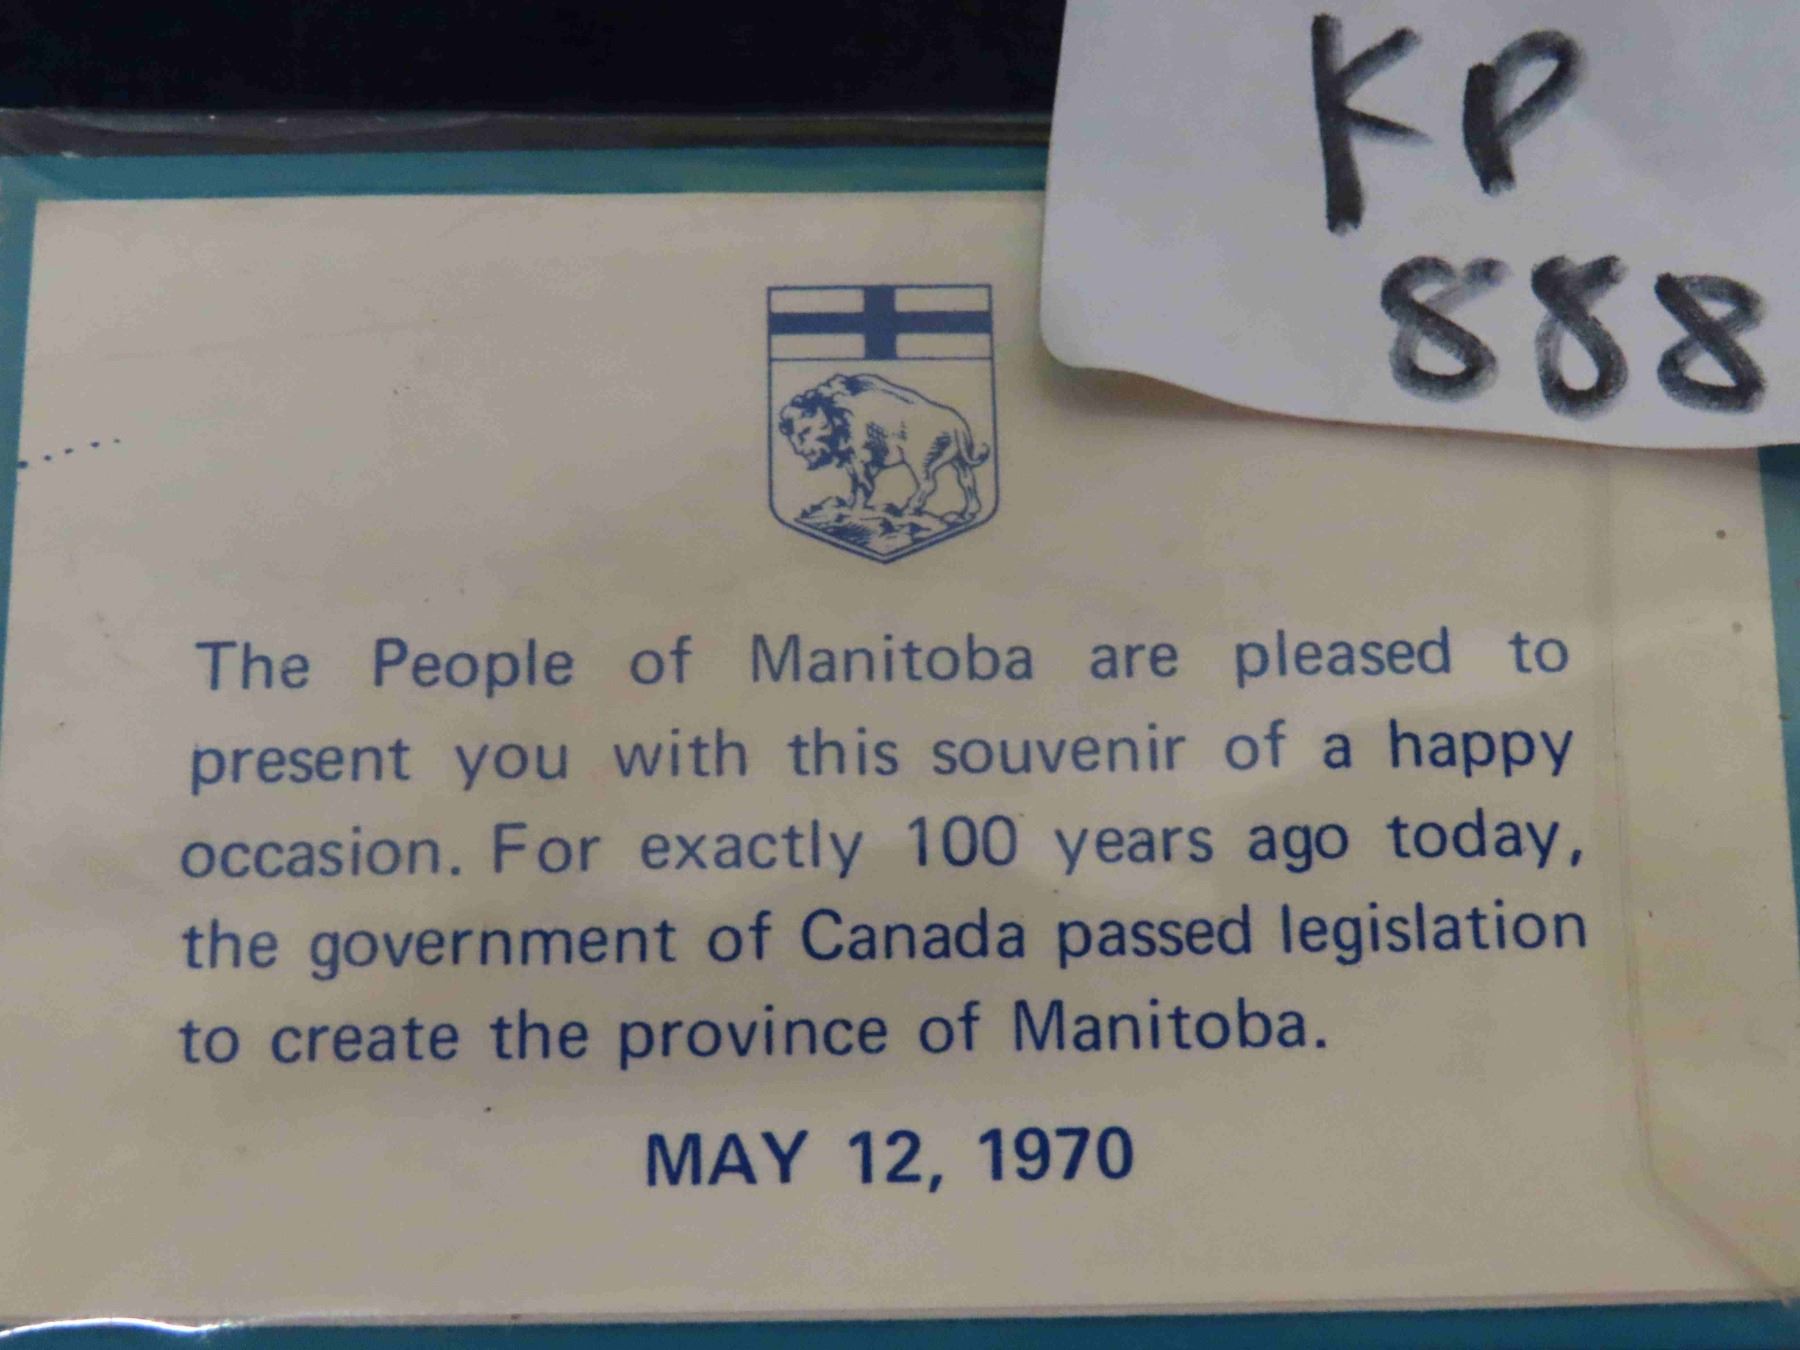 KP
888
The People of Manitoba are pleased to
present you with this souvenir of a happy
occasion. For exactly 100 years ago today,
the government of Canada passed legislation
to create the province of Manitoba.
MAY 12, 1970